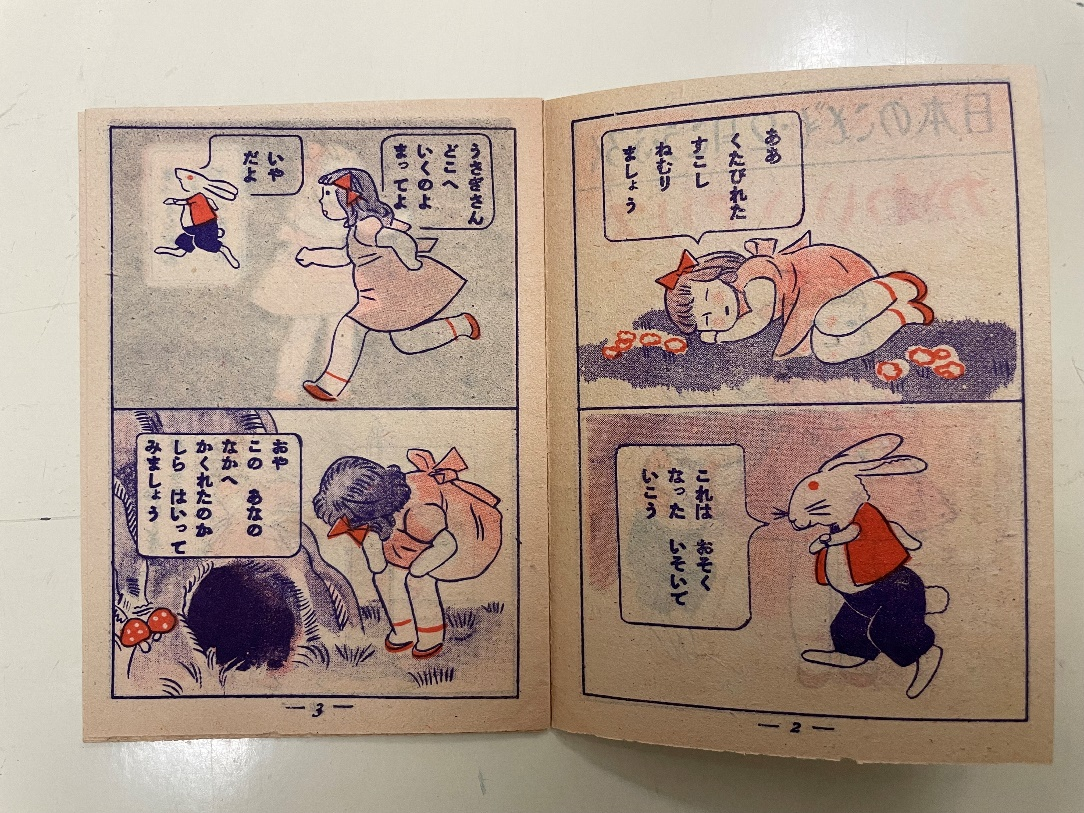 ああ
くたびれた
すこし
ねむり
ましょう
これは おそく
なった いそいて
いこう
— 2 —
うさぎさん
どこへ
いくのよ
まってよ
いや
だよ
おや
この あなの
なかへ
かくれたのか
しら はいって
みましょう
— 3 —